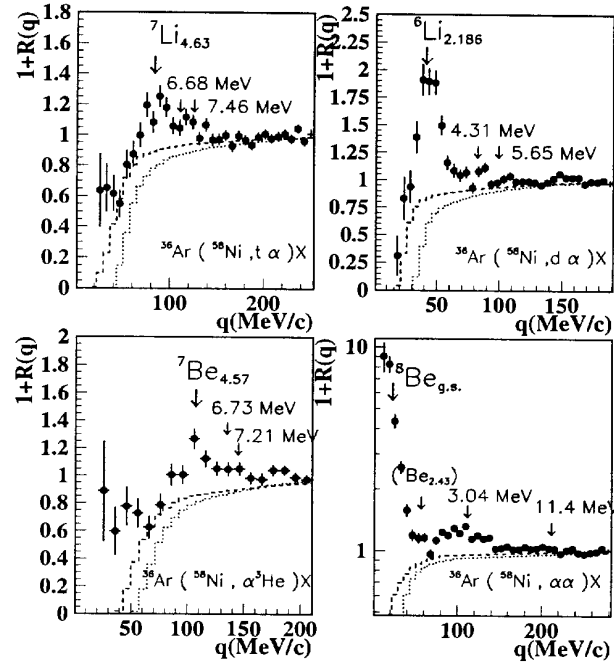 1+R(q)
1.8
1.6
1.4
1.2
1
0.8
0.6
0.4
0.2
0
⁷Li₄.₆₃
6.68 MeV
7.46 MeV
³⁶Ar ( ⁵⁸Ni , t α ) X
0 100 200
q(MeV/c)
1+R(q)
2.5
2.25
2
1.75
1.5
1.25
1
0.75
0.5
0.25
0
⁶Li₂.₁₈₆
4.31 MeV
5.65 MeV
³⁶Ar ( ⁵⁸Ni , d α ) X
0 50 100 150
q(MeV/c)
1+R(q)
2
1.8
1.6
1.4
1.2
1
0.8
0.6
0.4
0.2
0
⁷Be₄.₅₇
6.73 MeV
7.21 MeV
³⁶Ar ( ⁵⁸Ni , α³He ) X
0 50 100 150 200
q(MeV/c)
1+R(q)
10
1
⁸Be g.s.
(⁹Be₂.₄₃)
3.04 MeV
11.4 MeV
³⁶Ar ( ⁵⁸Ni , αα ) X
100 200
q(MeV/c)